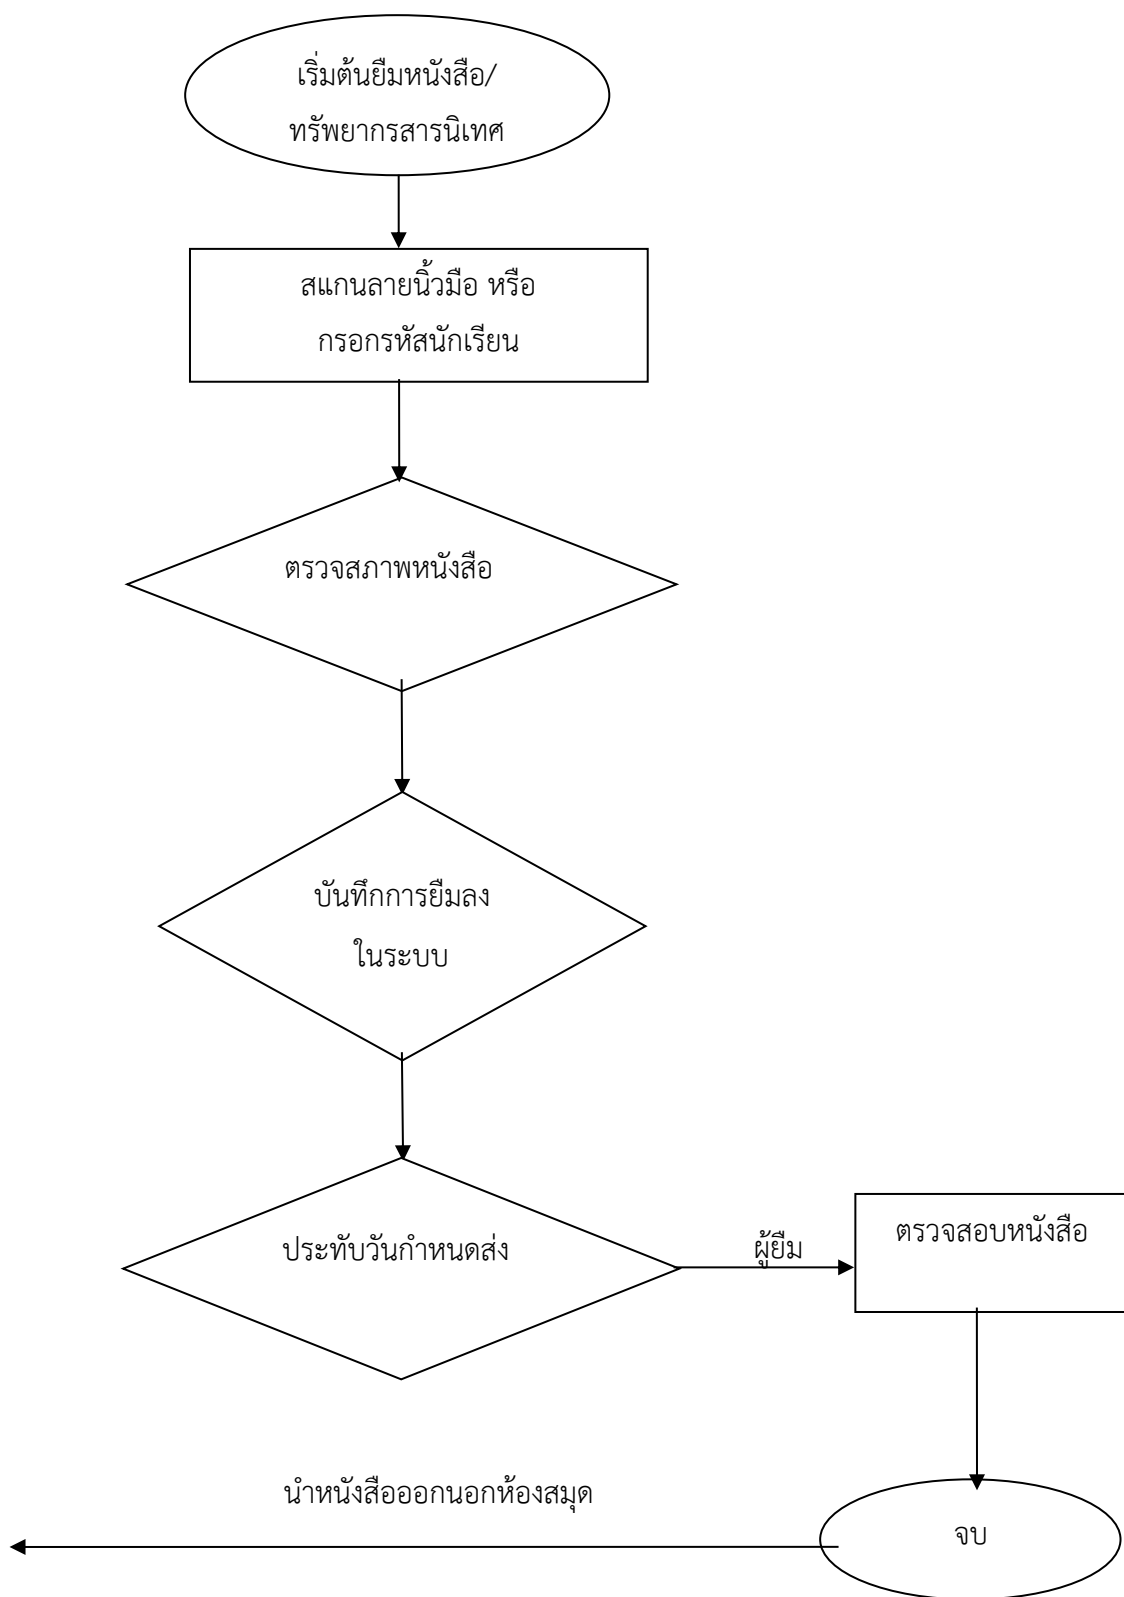 เริ่มต้นยืมหนังสือ/
ทรัพยากรสารนิเทศ
สแกนลายนิ้วมือ หรือ
กรอกรหัสนักเรียน
ตรวจสภาพหนังสือ
บันทึกการยืมลง
ในระบบ
ประทับวันกำหนดส่ง
ผู้ยืม
ตรวจสอบหนังสือ
นำหนังสือออกนอกห้องสมุด
จบ